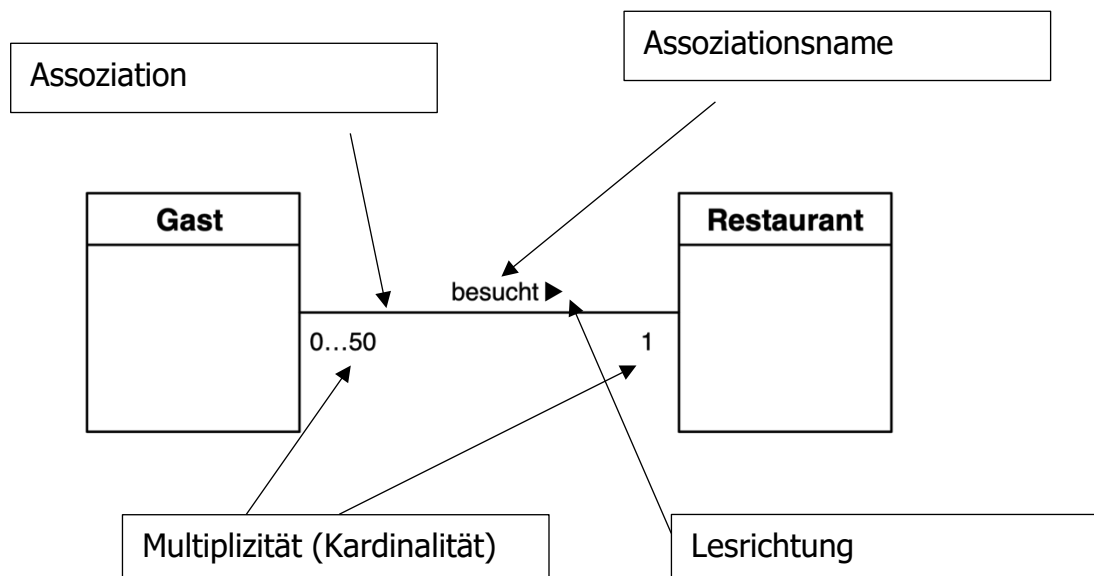 Assoziationsname
Assoziation
Gast
Restaurant
besucht ▶
0...50
1
Multiplizität (Kardinalität)
Lesrichtung